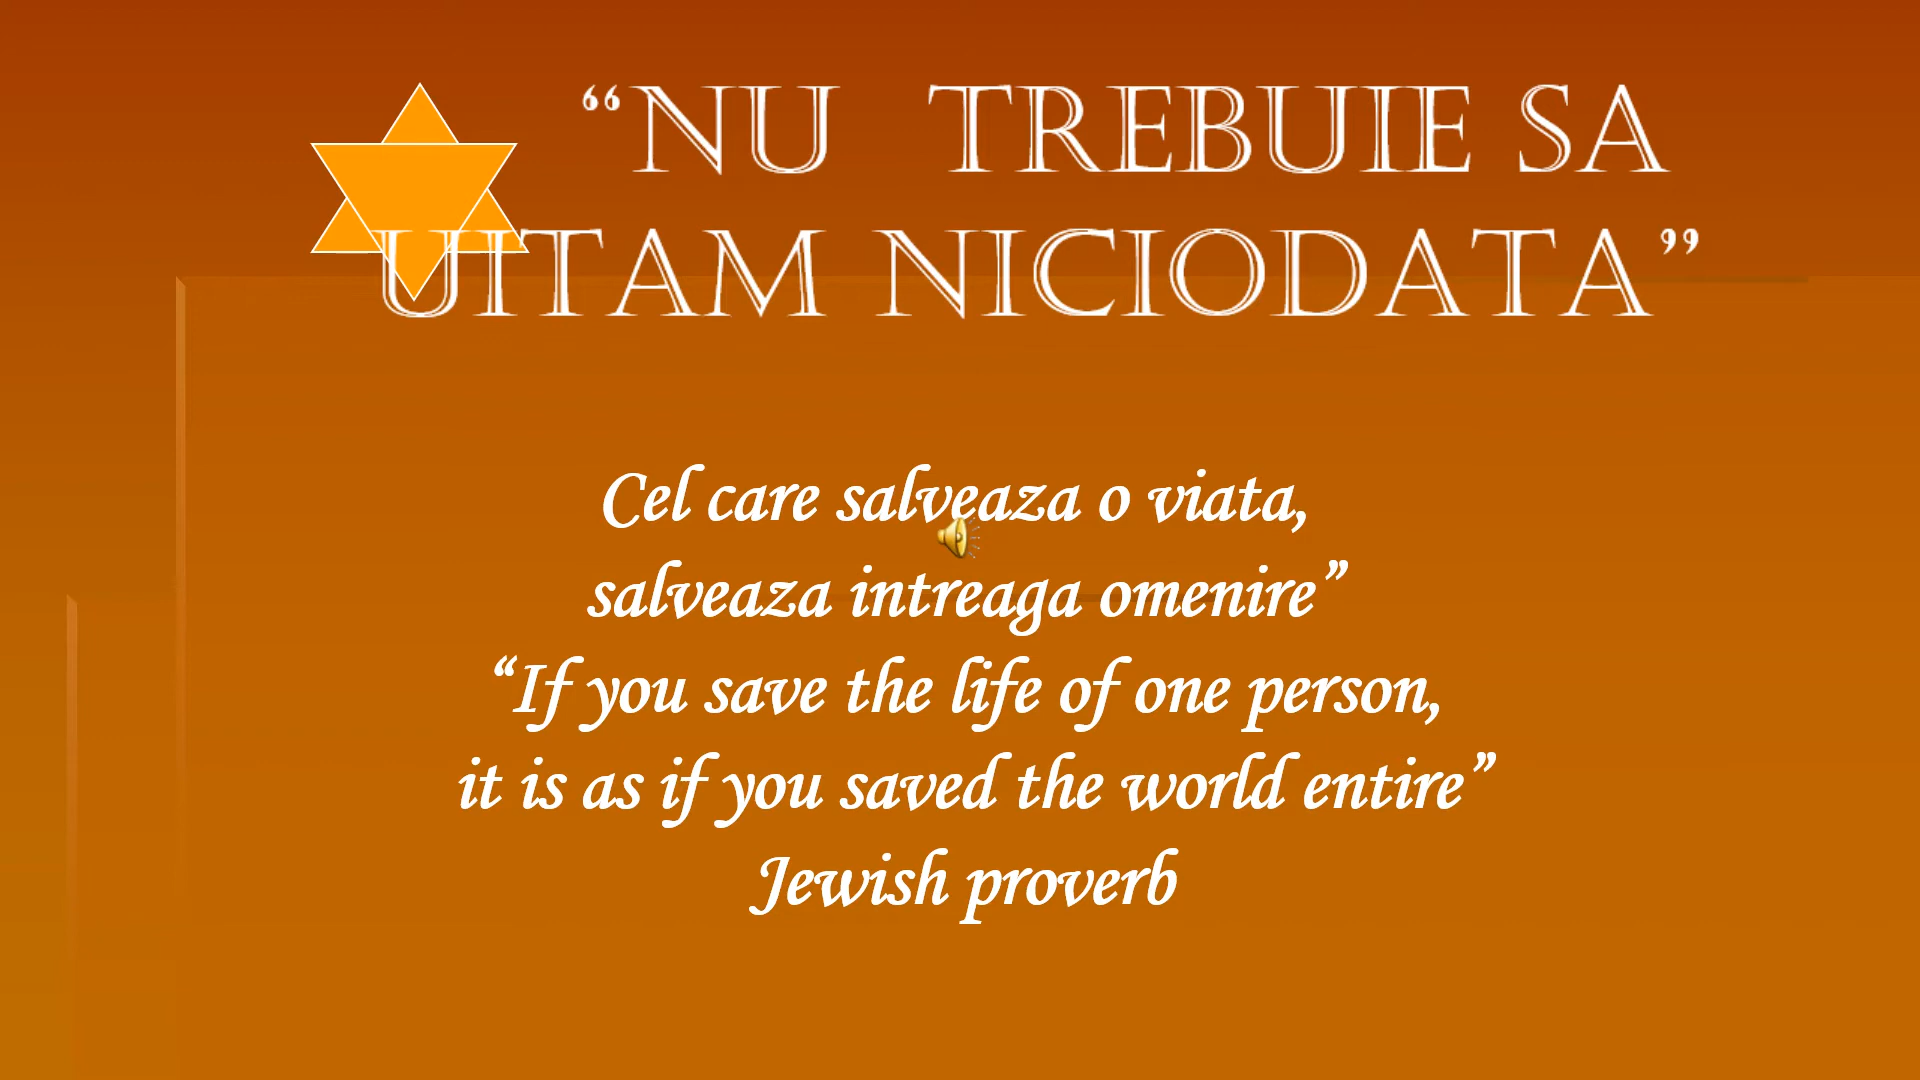 “NU TREBUIE SA
UITAM NICIODATA”
Cel care salveaza o viata,
salveaza intreaga omenire”
“If you save the life of one person,
it is as if you saved the world entire”
Jewish proverb